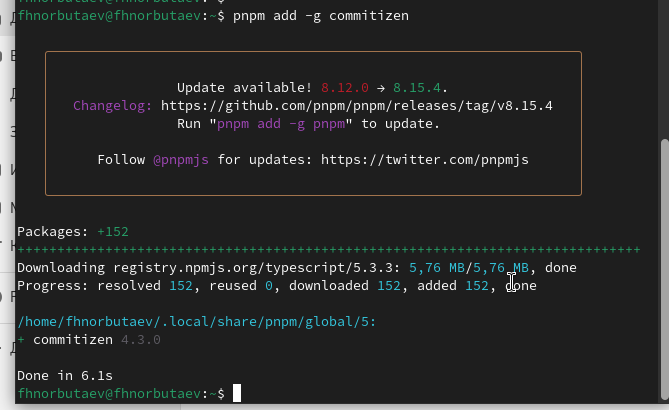 fhnorbutaev@fhnorbutaev:~$ pnpm add -g commitizen
Update available! 8.12.0 → 8.15.4.
Changelog: https://github.com/pnpm/pnpm/releases/tag/v8.15.4
Run "pnpm add -g pnpm" to update.
Follow @pnpmjs for updates: https://twitter.com/pnpmjs
Packages: +152
++++++++++++++++++++++++++++++++++++++++++++++++++++++++++++++++++++++++++++++
Downloading registry.npmjs.org/typescript/5.3.3: 5,76 MB/5,76 MB, done
Progress: resolved 152, reused 0, downloaded 152, added 152, done
/home/fhnorbutaev/.local/share/pnpm/global/5:
+ commitizen 4.3.0
Done in 6.1s
fhnorbutaev@fhnorbutaev:~$